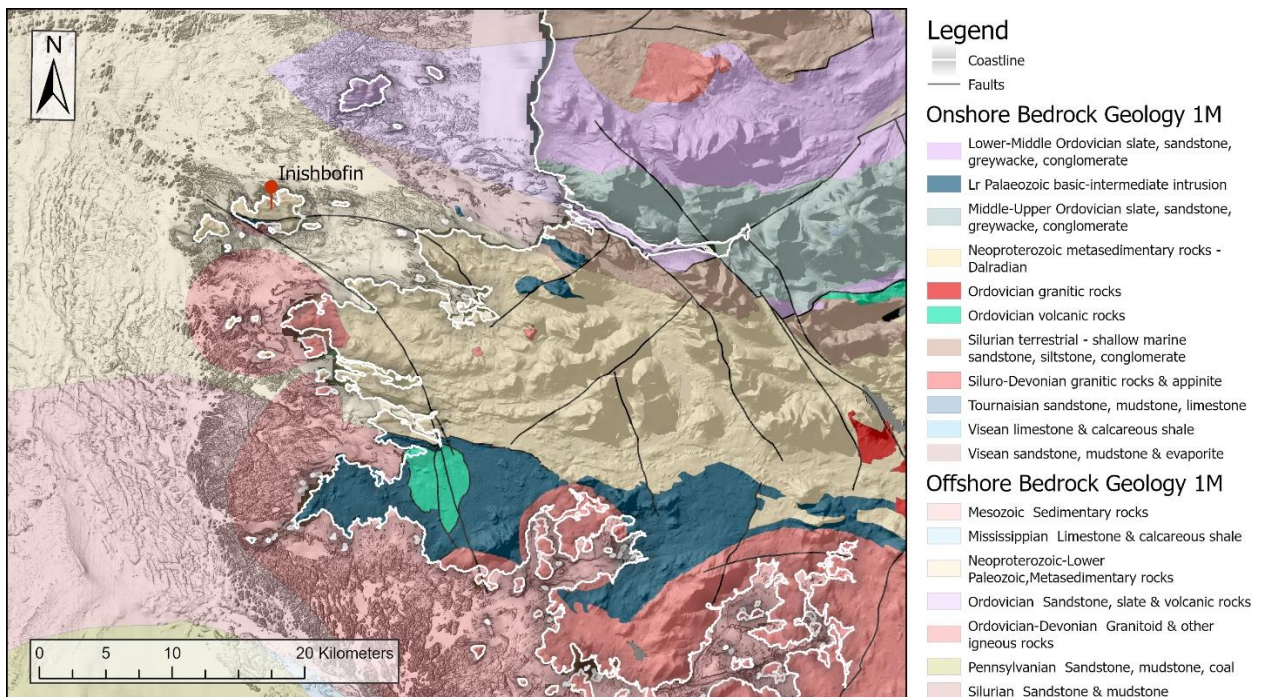 N
Inishbofin
0 5 10 20 Kilometers
Legend
Coastline
Faults
Onshore Bedrock Geology 1M
Lower-Middle Ordovician slate, sandstone,
greywacke, conglomerate
Lr Palaeozoic basic-intermediate intrusion
Middle-Upper Ordovician slate, sandstone,
greywacke, conglomerate
Neoproterozoic metasedimentary rocks -
Dalradian
Ordovician granitic rocks
Ordovician volcanic rocks
Silurian terrestrial - shallow marine
sandstone, siltstone, conglomerate
Siluro-Devonian granitic rocks & appinite
Tournaisian sandstone, mudstone, limestone
Visean limestone & calcareous shale
Visean sandstone, mudstone & evaporite
Offshore Bedrock Geology 1M
Mesozoic Sedimentary rocks
Mississippian Limestone & calcareous shale
Neoproterozoic-Lower
Paleozoic,Metasedimentary rocks
Ordovician Sandstone, slate & volcanic rocks
Ordovician-Devonian Granitoid & other
igneous rocks
Pennsylvanian Sandstone, mudstone, coal
Silurian Sandstone & mudstone